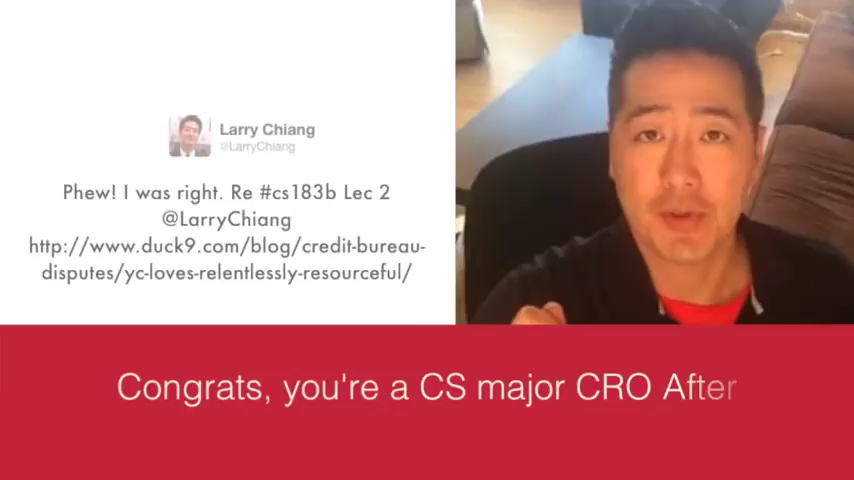 Larry Chiang
@LarryChiang
Phew! I was right. Re #cs183b Lec 2
@LarryChiang
http://www.duck9.com/blog/credit-bureau-
disputes/yc-loves-relentlessly-resourceful/
Congrats, you're a CS major CRO After